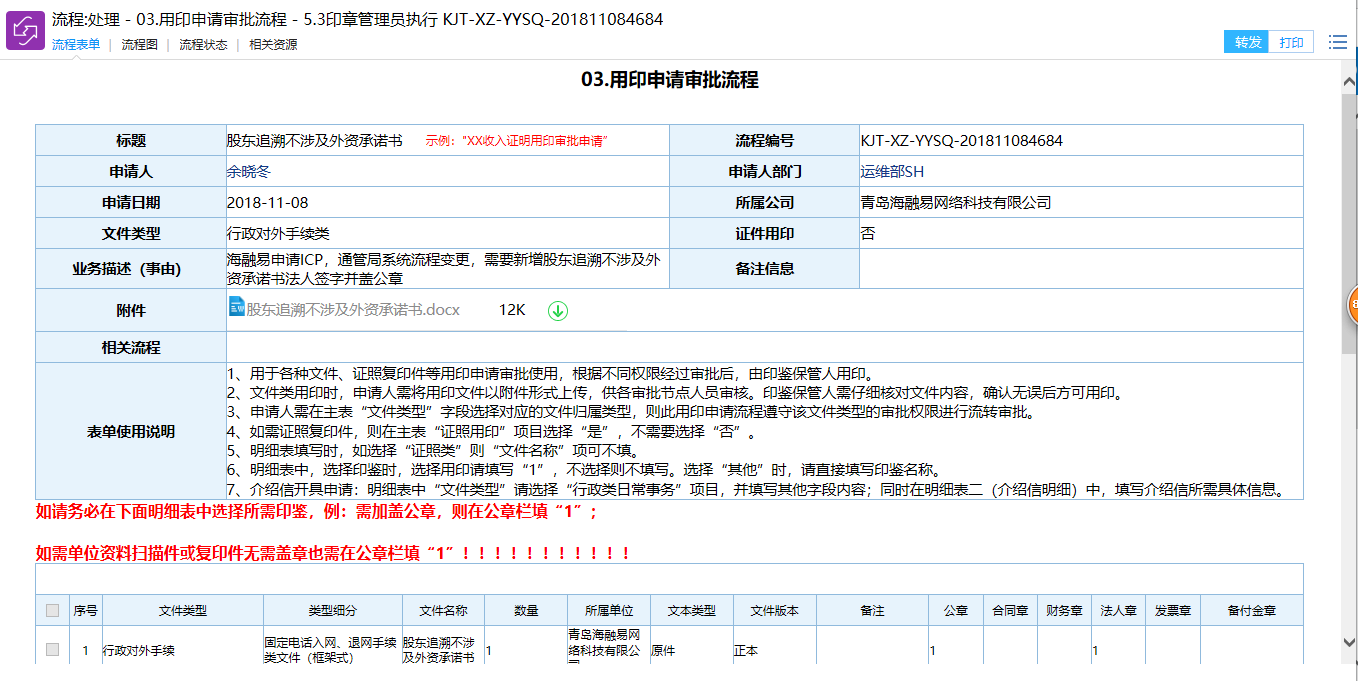 流程:处理 - 03.用印申请审批流程 - 5.3印章管理员执行 KJT-XZ-YYSQ-201811084684
流程表单 | 流程图 | 流程状态 | 相关资源
转发 打印
03.用印申请审批流程
标题 股东追溯不涉及外资承诺书 示例："XX收入证明用印审批申请" 流程编号 KJT-XZ-YYSQ-201811084684
申请人 余晓冬 申请人部门 运维部SH
申请日期 2018-11-08 所属公司 青岛海融易网络科技有限公司
文件类型 行政对外手续类 证件用印 否
业务描述（事由） 海融易申请ICP，通管局系统流程变更，需要新增股东追溯不涉及外
资承诺书法人签字并盖公章 备注信息
附件 股东追溯不涉及外资承诺书.docx 12K
相关流程
表单使用说明
1、用于各种文件、证照复印件等用印申请审批使用，根据不同权限经过审批后，由印鉴保管人用印。
2、文件类用印时，申请人需将用印文件以附件形式上传，供各审批节点人员审核。印鉴保管人需仔细核对文件内容，确认无误后方可用印。
3、申请人需在主表“文件类型”字段选择对应的文件归属类型，则此用印申请流程遵守该文件类型的审批权限进行流转审批。
4、如需证照复印件，则在主表“证照用印”项目选择“是”，不需要选择“否”。
5、明细表填写时，如选择“证照类”则“文件名称”项可不填。
6、明细表中，选择印鉴时，选择用印请填写“1”，不选择则不填写。选择“其他”时，请直接填写印鉴名称。
7、介绍信开具申请：明细表中“文件类型”请选择“行政类日常事务”项目，并填写其他字段内容；同时在明细表二（介绍信明细）中，填写介绍信所需具体信息。
如请务必在下面明细表中选择所需印鉴，例：需加盖公章，则在公章栏填“1”；
如需单位资料扫描件或复印件无需盖章也需在公章栏填“1”！！！！！！！！！！！
序号 文件类型 类型细分 文件名称 数量 所属单位 文本类型 文件版本 备注 公章 合同章 财务章 法人章 发票章 备付金章
1 行政对外手续 固定电话入网、退网手续类文件（框架式） 股东追溯不涉及外资承诺书 1 青岛海融易网络科技有限公 原件 正本 1 1